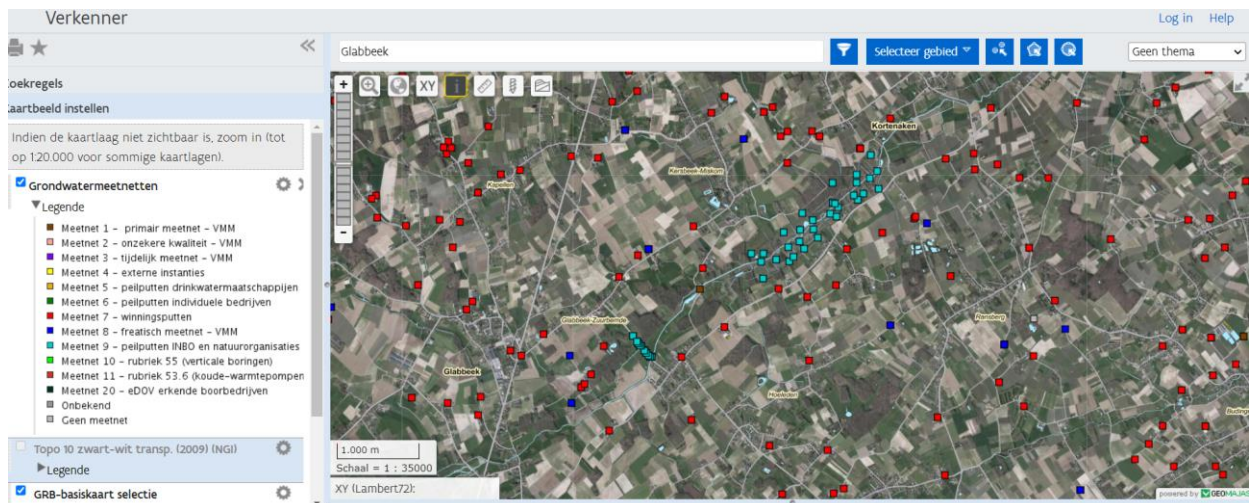 Verkenner
Log in Help
Glabbeek
Selecteer gebied
Geen thema
oekregels
aartbeeld instellen
Indien de kaartlaag niet zichtbaar is, zoom in (tot
op 1:20.000 voor sommige kaartlagen).
Grondwatermeetnetten
Legende
Meetnet 1 - primair meetnet - VMM
Meetnet 2 - onzekere kwaliteit - VMM
Meetnet 3 - tijdelijk meetnet - VMM
Meetnet 4 - externe instanties
Meetnet 5 - peilputten drinkwatermaatschappijen
Meetnet 6 - peilputten individuele bedrijven
Meetnet 7 - winningsputten
Meetnet 8 - freatisch meetnet - VMM
Meetnet 9 - peilputten INBO en natuurorganisaties
Meetnet 10 - rubriek 55 (verticale boringen)
Meetnet 11 - rubriek 53.6 (koude-warmtepompen
Meetnet 20 - eDOV erkende boorbedrijven
Onbekend
Geen meetnet
Topo 10 zwart-wit transp. (2009) (NGI)
Legende
GRB-basiskaart selectie
+
XY
i
-
Kortenaken
Kersbeek-Miskom
Kapellen
Glabbeek-Zuurbemde
Ransberg
Glabbeek
Hoeleden
1.000 m
Schaal = 1 : 35000
XY (Lambert72):
powered by GEOMAJAS